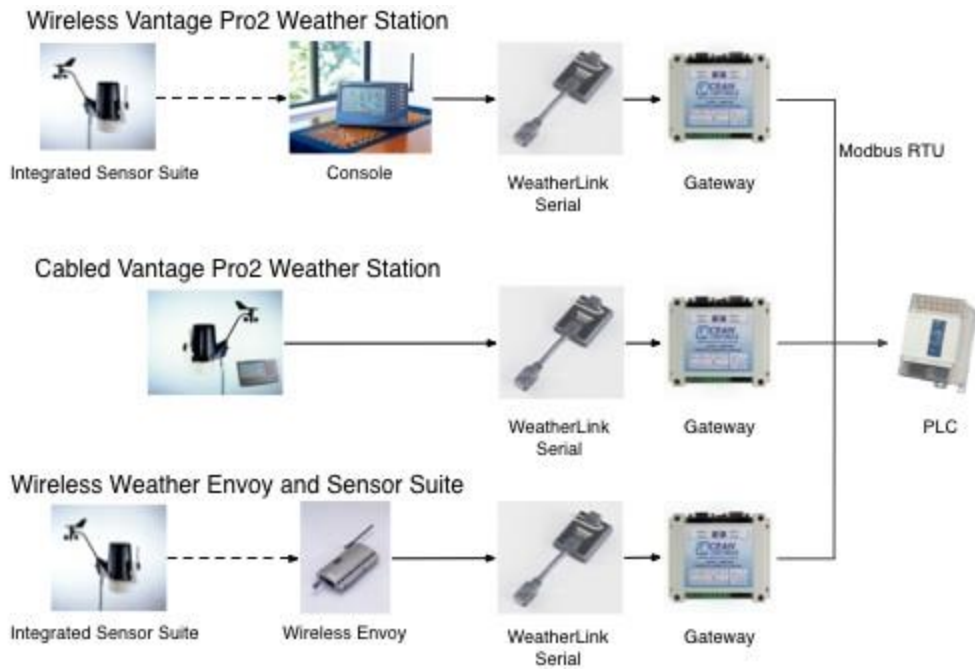 Wireless Vantage Pro2 Weather Station
Integrated Sensor Suite
Console
WeatherLink
Serial
Gateway
Modbus RTU
Cabled Vantage Pro2 Weather Station
WeatherLink
Serial
Gateway
PLC
Wireless Weather Envoy and Sensor Suite
Integrated Sensor Suite
Wireless Envoy
WeatherLink
Serial
Gateway